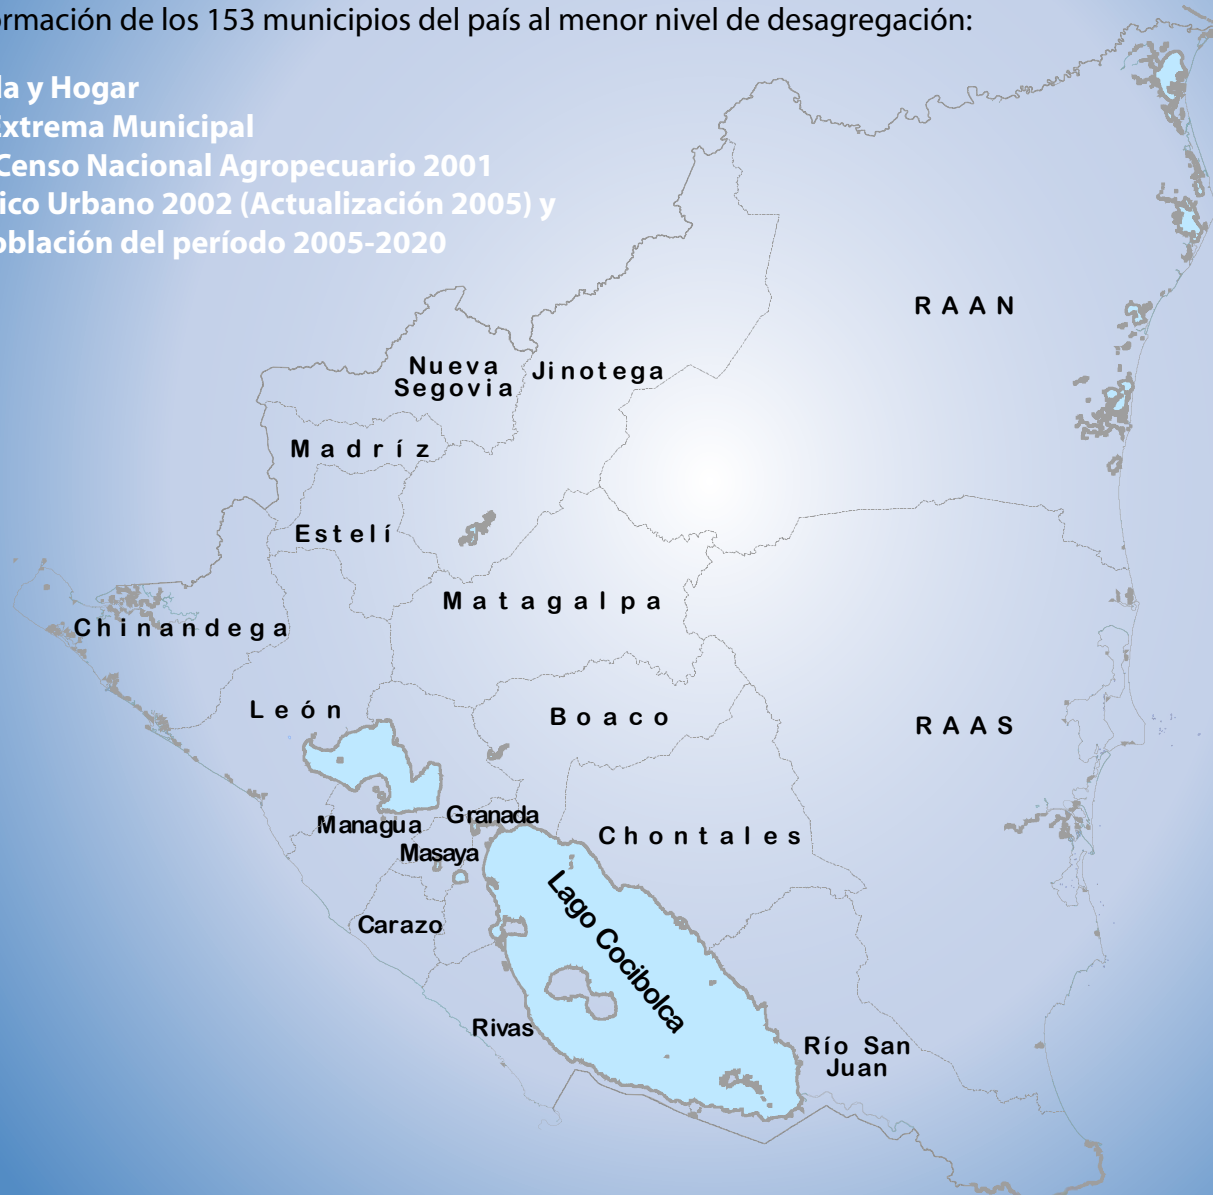 ormación de los 153 municipios del país al menor nivel de desagregación:
da y Hogar
Extrema Municipal
Censo Nacional Agropecuario 2001
ico Urbano 2002 (Actualización 2005) y
oblación del período 2005-2020
RAAN
Nueva
Segovia
Jinotega
Madríz
Estelí
Matagalpa
Chinandega
León
Boaco
RAAS
Managua
Granada
Chontales
Masaya
Lago Cocibolca
Carazo
Rivas
Río San
Juan